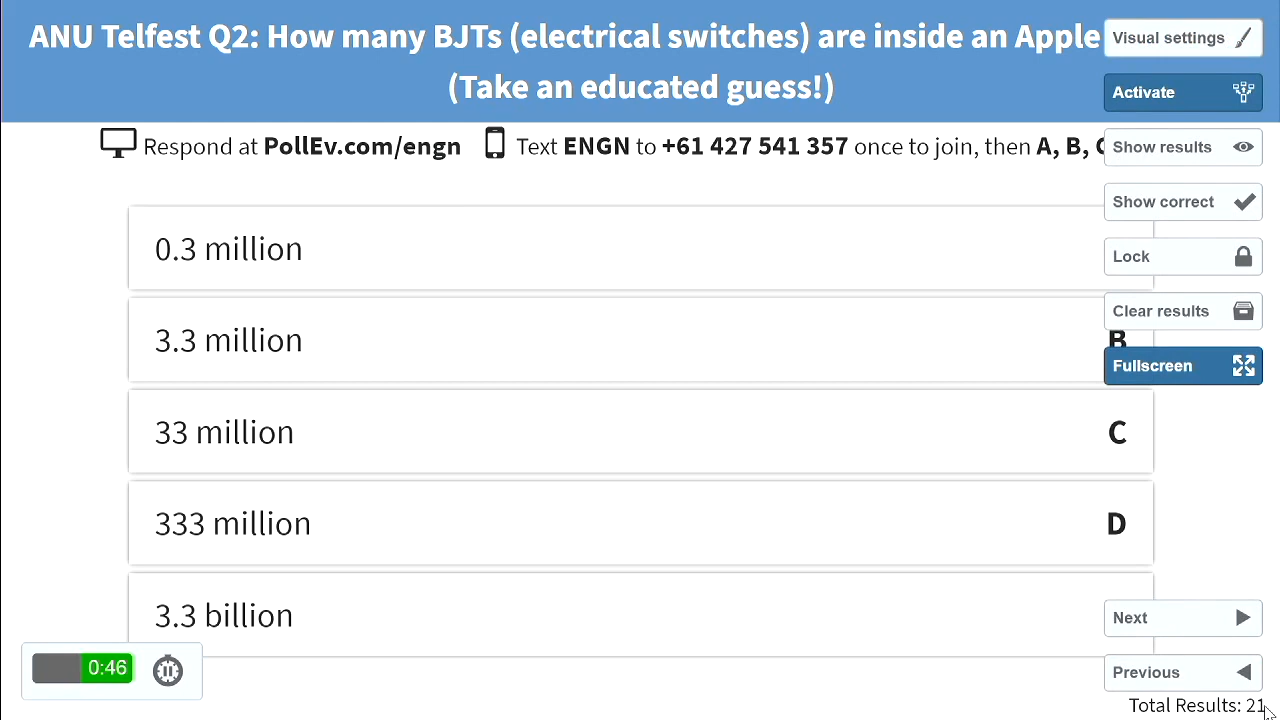 ANU Telfest Q2: How many BJTs (electrical switches) are inside an Apple
(Take an educated guess!)
Respond at PollEv.com/engn Text ENGN to +61 427 541 357 once to join, then A, B,
0.3 million
3.3 million
B
33 million
C
333 million
D
3.3 billion
0:46
Visual settings
Activate
Show results
Show correct
Lock
Clear results
Fullscreen
Next
Previous
Total Results: 21